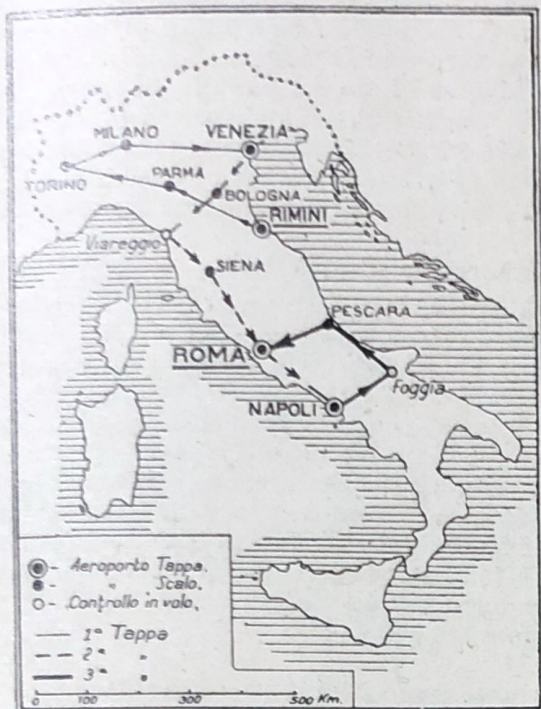 MILANO
VENEZIA
TORINO
PARMA
BOLOGNA
RIMINI
Viareggio
SIENA
PESCARA
ROMA
Foggia
NAPOLI
- Aeroporto Tappa.
- " Scalo.
- Controllo in volo.
1ª Tappa
2ª "
3ª "
0 100 300 500 Km.